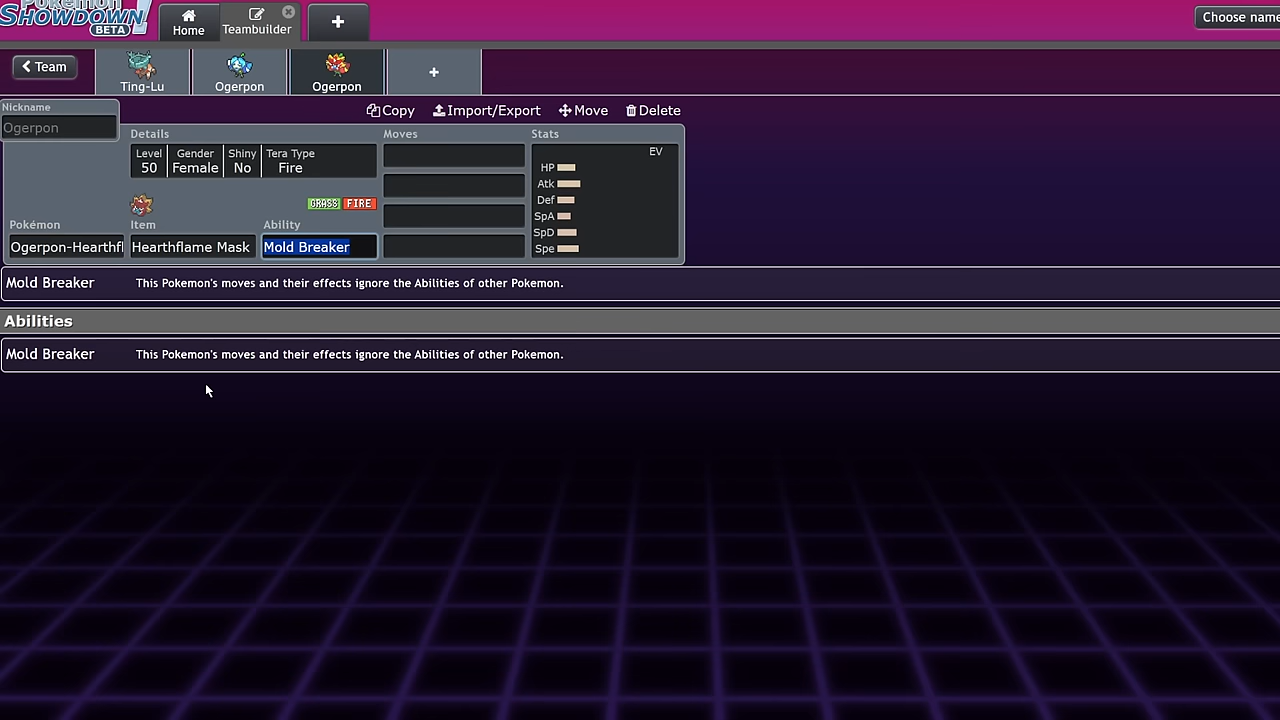 Pokémon
SHOWDOWN!
BETA
Home
Teambuilder
Choose name
Team
Ting-Lu
Ogerpon
Ogerpon
Nickname
Ogerpon
Copy
Import/Export
Move
Delete
Details
Moves
Stats
Level
Gender
Shiny
Tera Type
50
Female
No
Fire
EV
HP
Atk
Def
SpA
SpD
Spe
GRASS FIRE
Pokémon
Item
Ability
Ogerpon-Hearthfl
Hearthflame Mask
Mold Breaker
Mold Breaker This Pokemon's moves and their effects ignore the Abilities of other Pokemon.
Abilities
Mold Breaker This Pokemon's moves and their effects ignore the Abilities of other Pokemon.